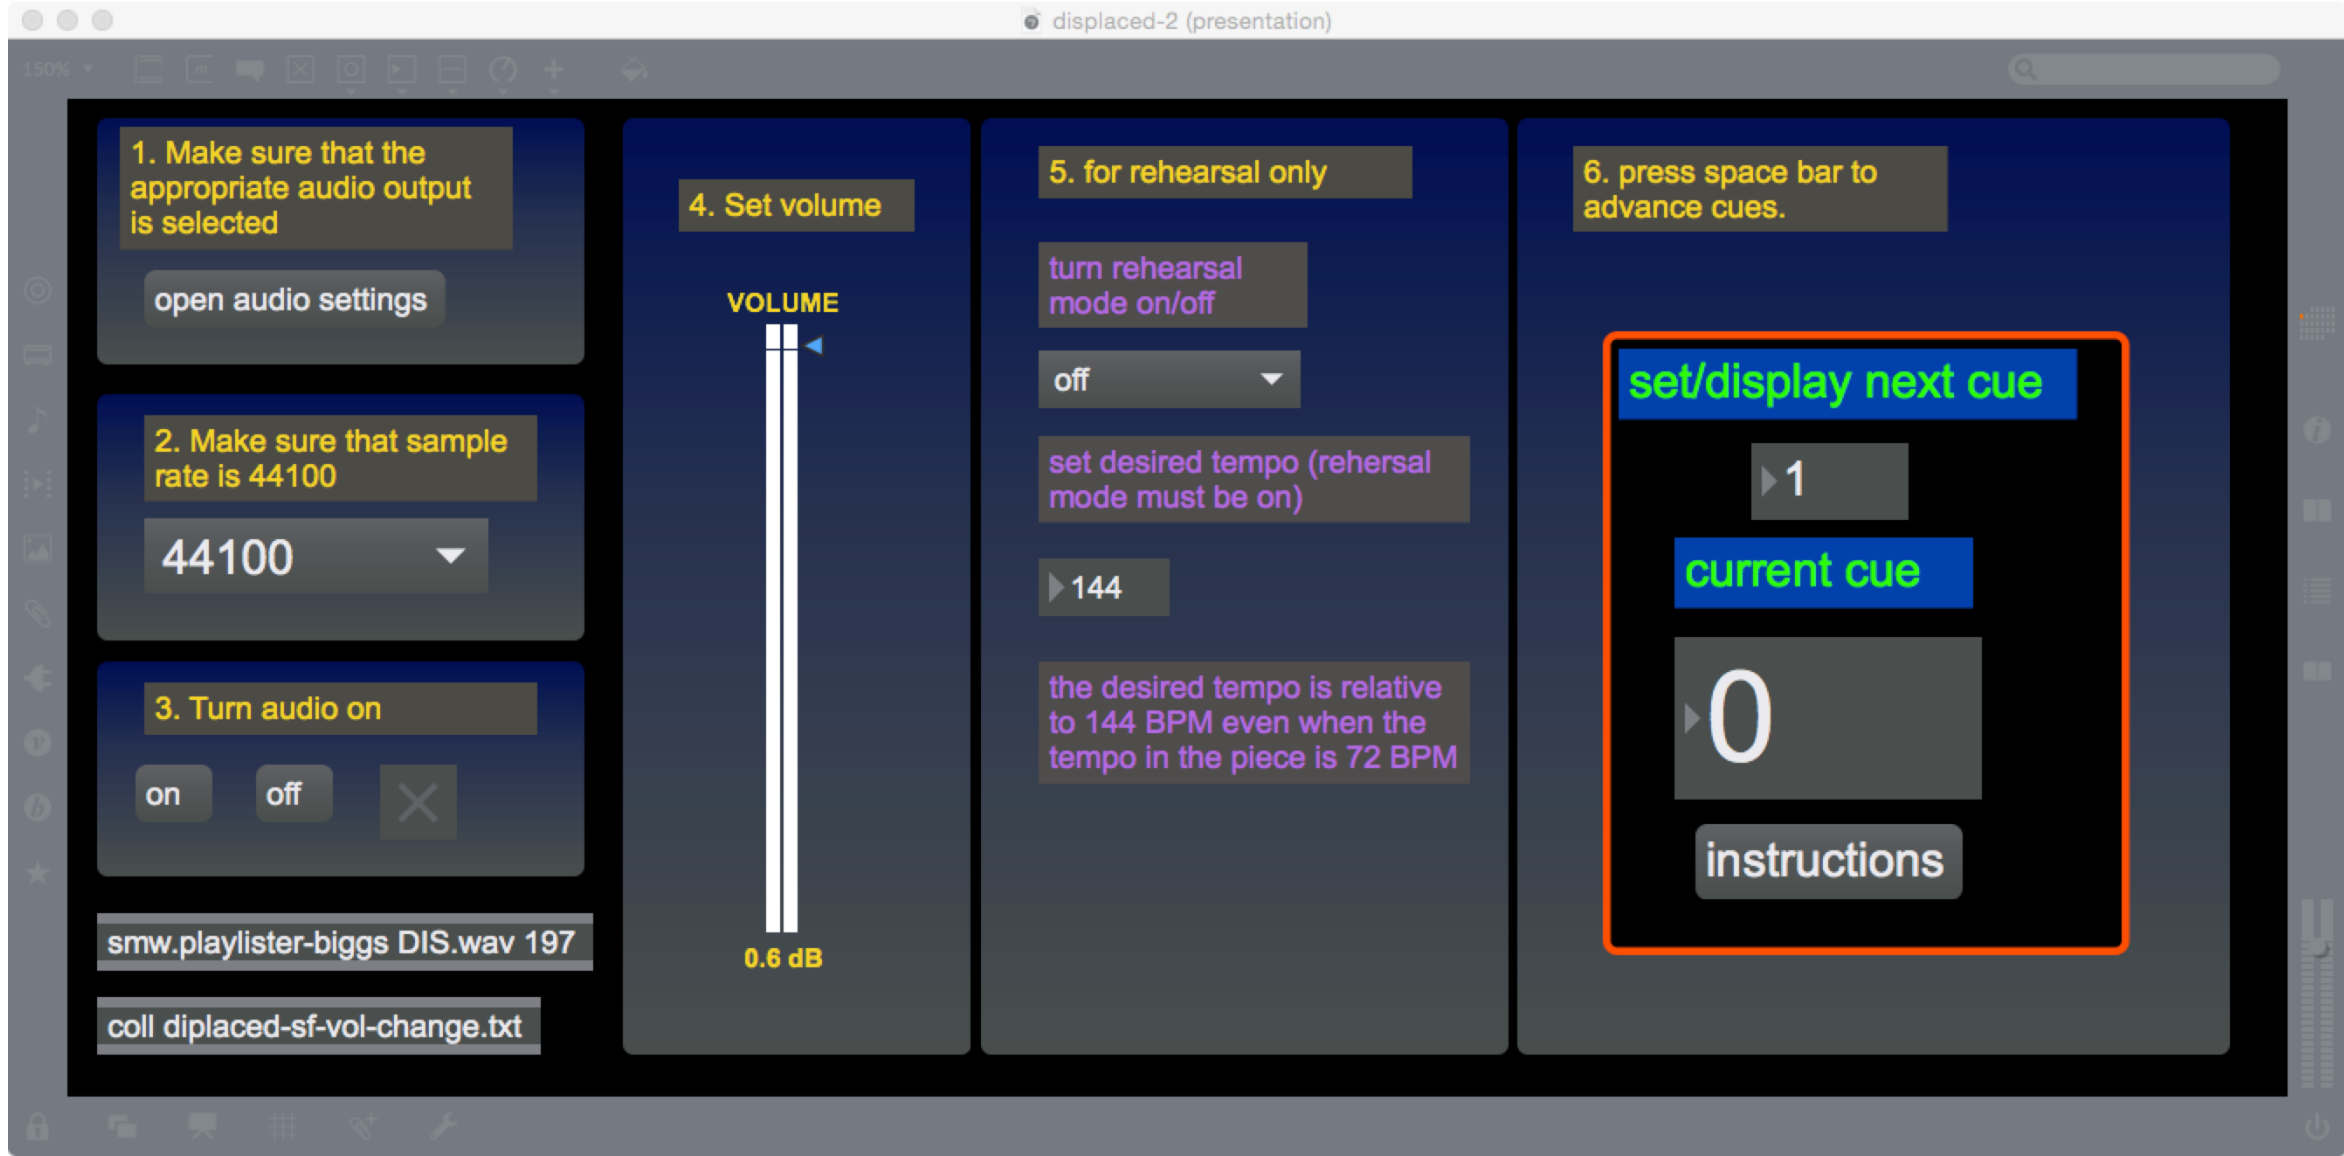 displaced-2 (presentation)
150%
1. Make sure that the
appropriate audio output
is selected
open audio settings
2. Make sure that sample
rate is 44100
44100
3. Turn audio on
on
off
smw.playlister-biggs DIS.wav 197
coll diplaced-sf-vol-change.txt
4. Set volume
VOLUME
0.6 dB
5. for rehearsal only
turn rehearsal
mode on/off
off
set desired tempo (rehersal
mode must be on)
144
the desired tempo is relative
to 144 BPM even when the
tempo in the piece is 72 BPM
6. press space bar to
advance cues.
set/display next cue
1
current cue
0
instructions